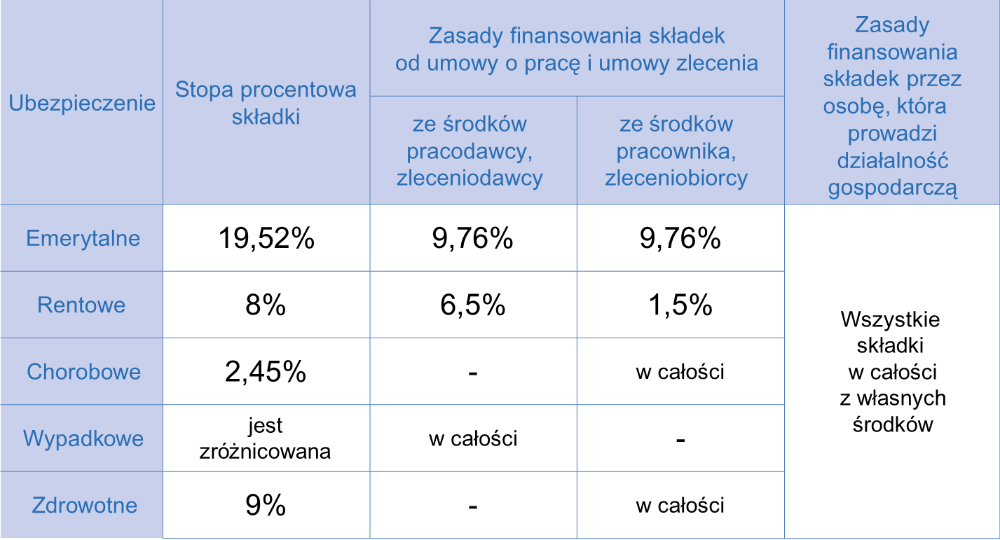 Ubezpieczenie
Stopa procentowa
składki
Zasady finansowania składek
od umowy o pracę i umowy zlecenia
ze środków
pracodawcy,
zleceniodawcy
ze środków
pracownika,
zleceniobiorcy
Zasady
finansowania
składek przez
osobę, która
prowadzi
działalność
gospodarczą
Emerytalne
19,52%
9,76%
9,76%
Rentowe
8%
6,5%
1,5%
Chorobowe
2,45%
-
w całości
Wypadkowe
jest
zróżnicowana
w całości
-
Zdrowotne
9%
-
w całości
Wszystkie
składki
w całości
z własnych
środków